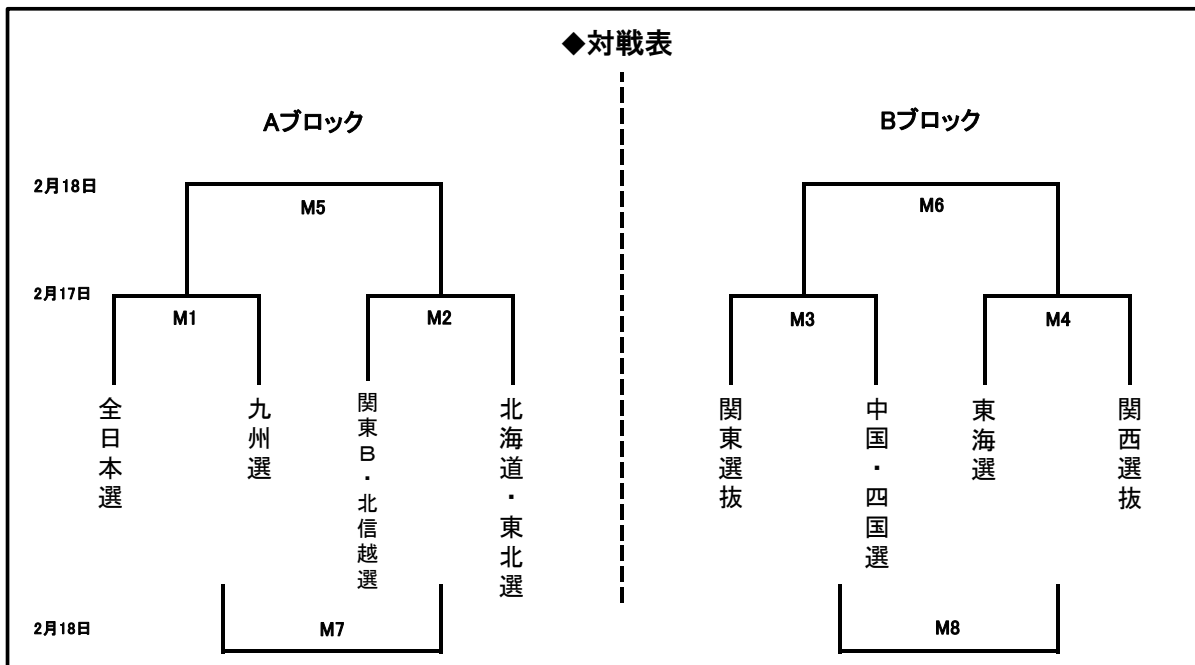 ◆対戦表
Aブロック
Bブロック
2月18日
M5
M6
2月17日
M1
M2
M3
M4
全日本選
九州選
関東B・北信越選
北海道・東北選
関東選抜
中国・四国選
東海選
関西選抜
2月18日
M7
M8